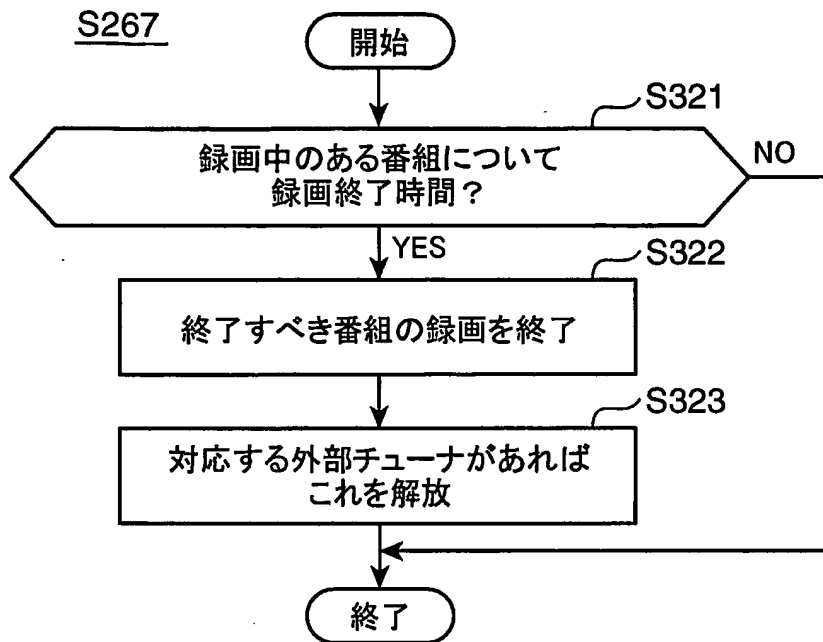 S267
開始
S321
録画中のある番組について
録画終了時間？
NO
YES
S322
終了すべき番組の録画を終了
S323
対応する外部チューナがあれば
これを解放
終了